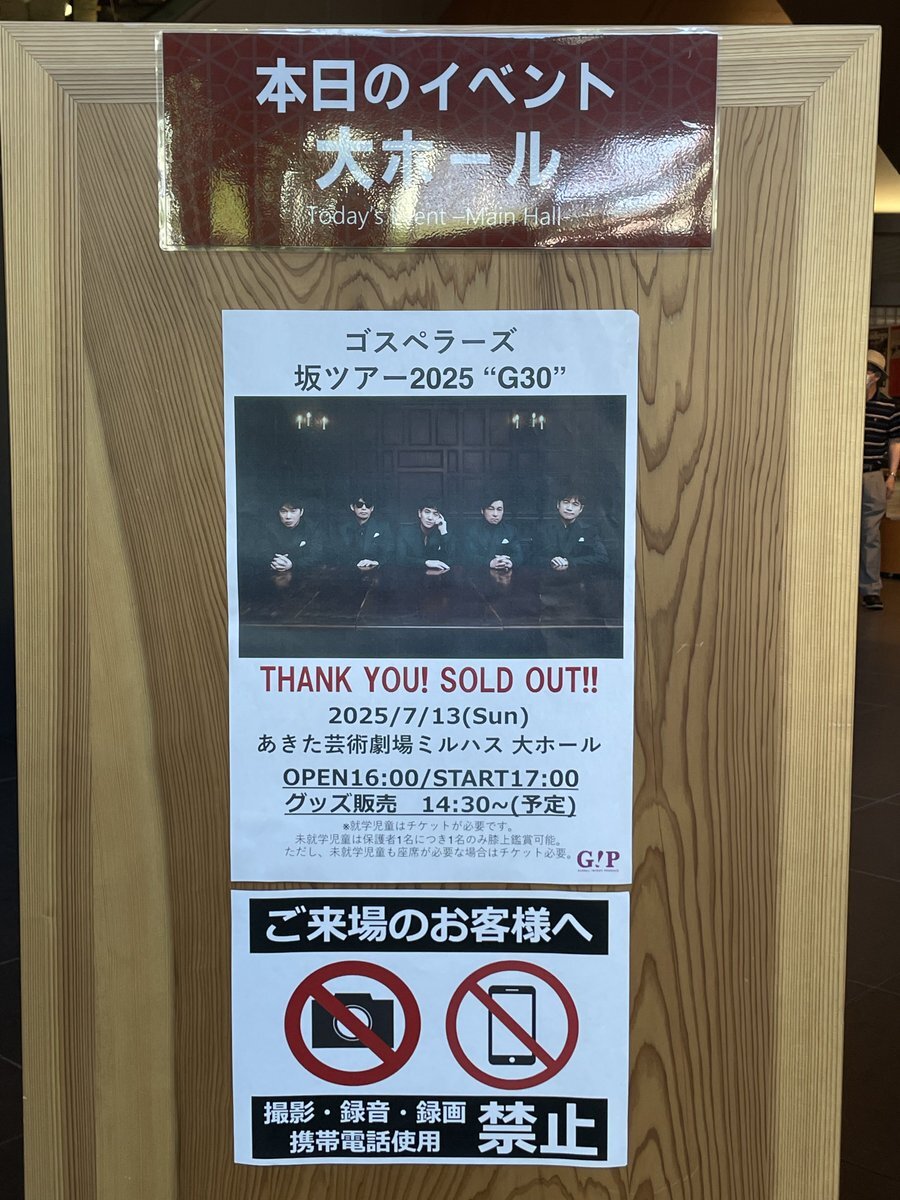 本日のイベント
大ホール
Today's Event –Main Hall-
ゴスペラーズ
坂ツアー2025 “G30”
THANK YOU! SOLD OUT!!
2025/7/13(Sun)
あきた芸術劇場ミルハス 大ホール
OPEN16:00/START17:00
グッズ販売　14:30~(予定)
※就学児童はチケットが必要です。
未就学児童は保護者1名につき1名のみ膝上鑑賞可能。
ただし、未就学児童も座席が必要な場合はチケット必要。
G!P
ご来場のお客様へ
撮影・録音・録画
携帯電話使用
禁止